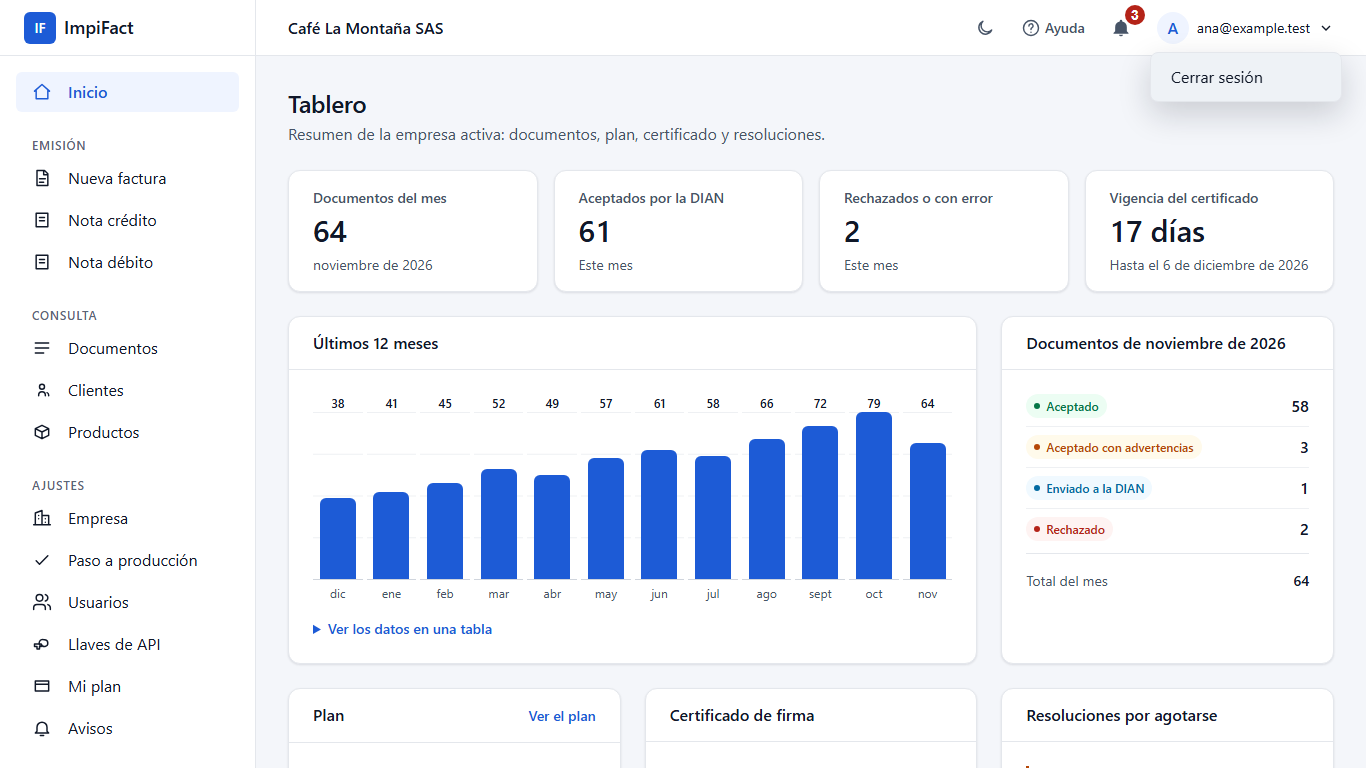 IF ImpiFact
Café La Montaña SAS
Ayuda
3
A ana@example.test
Cerrar sesión
Inicio
EMISIÓN
Nueva factura
Nota crédito
Nota débito
CONSULTA
Documentos
Clientes
Productos
AJUSTES
Empresa
Paso a producción
Usuarios
Llaves de API
Mi plan
Avisos
Tablero
Resumen de la empresa activa: documentos, plan, certificado y resoluciones.
Documentos del mes
64
noviembre de 2026
Aceptados por la DIAN
61
Este mes
Rechazados o con error
2
Este mes
Vigencia del certificado
17 días
Hasta el 6 de diciembre de 2026
Últimos 12 meses
38 41 45 52 49 57 61 58 66 72 79 64
dic ene feb mar abr may jun jul ago sept oct nov
Ver los datos en una tabla
Documentos de noviembre de 2026
Aceptado 58
Aceptado con advertencias 3
Enviado a la DIAN 1
Rechazado 2
Total del mes 64
Plan Ver el plan
Certificado de firma
Resoluciones por agotarse